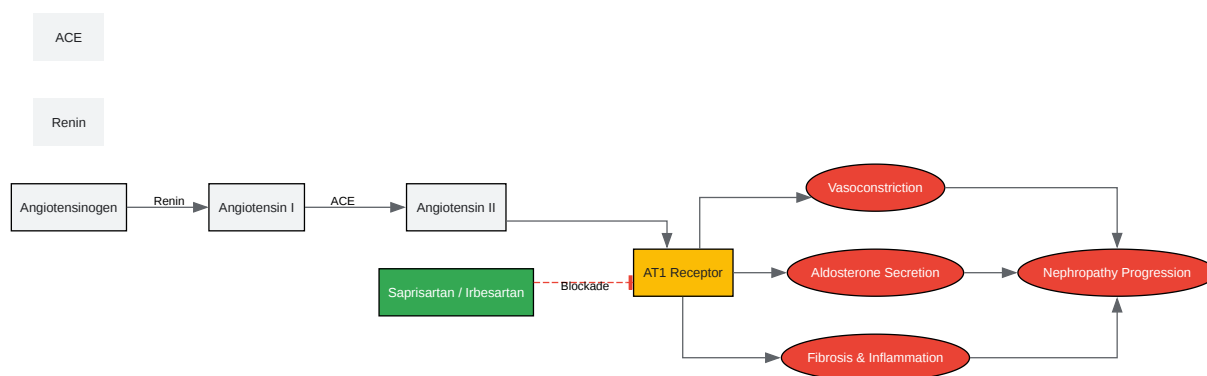 ACE
Renin
Angiotensinogen
Renin
Angiotensin I
ACE
Angiotensin II
Vasoconstriction
AT1 Receptor
Aldosterone Secretion
Nephropathy Progression
Saprisartan / Irbesartan
Blockade
Fibrosis & Inflammation